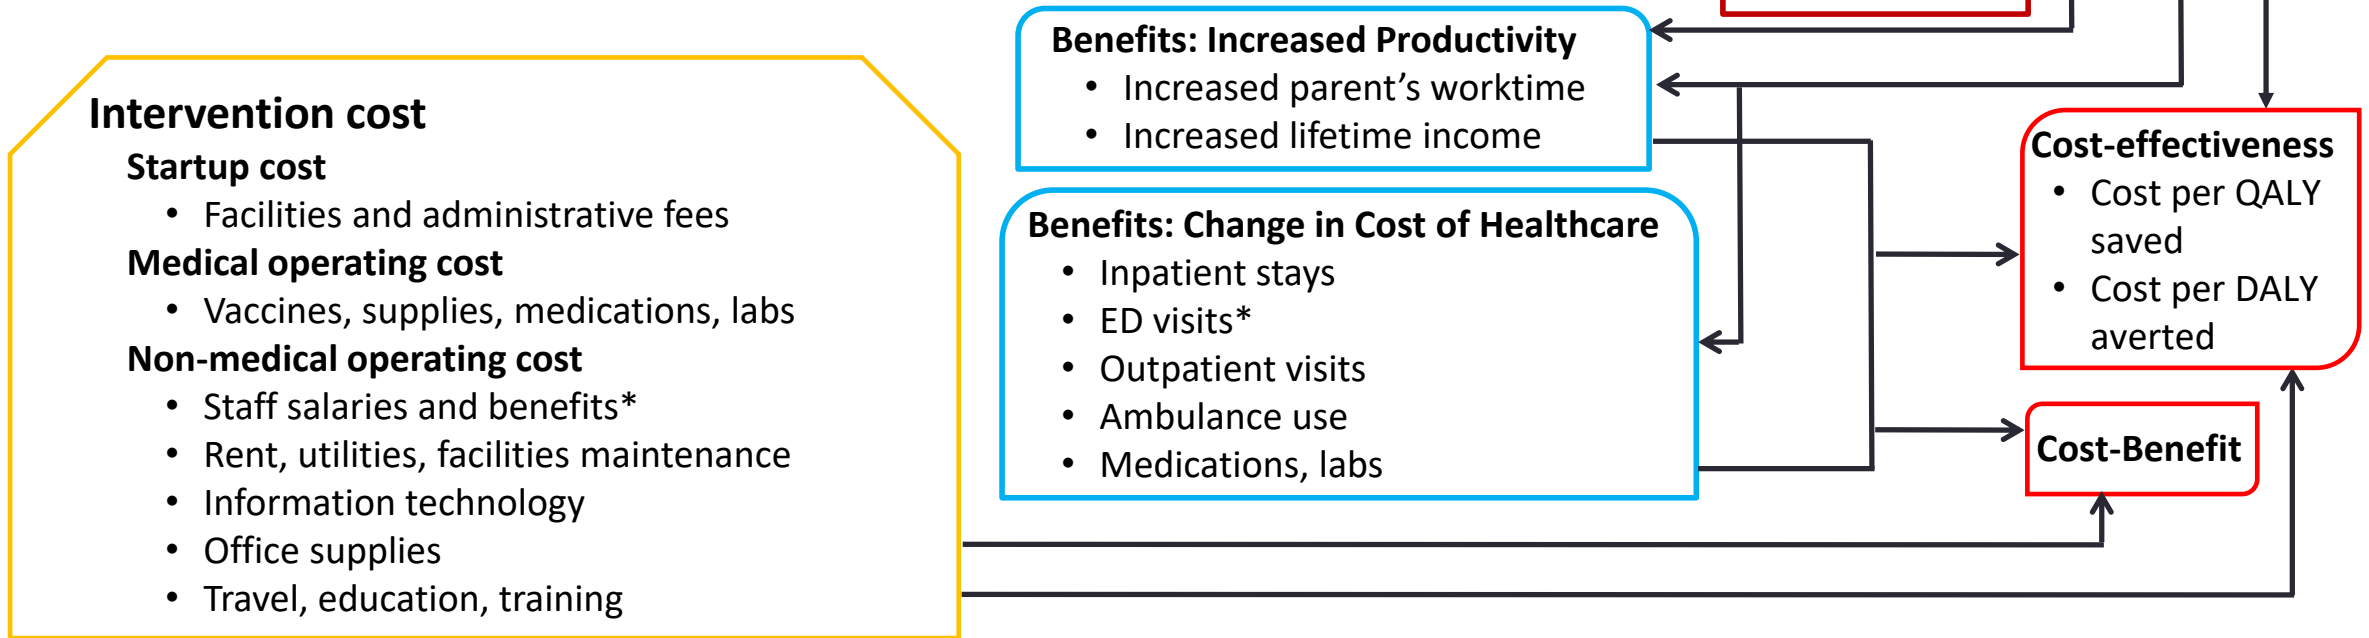 Intervention cost
Startup cost
• Facilities and administrative fees
Medical operating cost
• Vaccines, supplies, medications, labs
Non-medical operating cost
• Staff salaries and benefits*
• Rent, utilities, facilities maintenance
• Information technology
• Office supplies
• Travel, education, training
Benefits: Increased Productivity
• Increased parent’s worktime
• Increased lifetime income
Benefits: Change in Cost of Healthcare
• Inpatient stays
• ED visits*
• Outpatient visits
• Ambulance use
• Medications, labs
Cost-effectiveness
• Cost per QALY
saved
• Cost per DALY
averted
Cost-Benefit